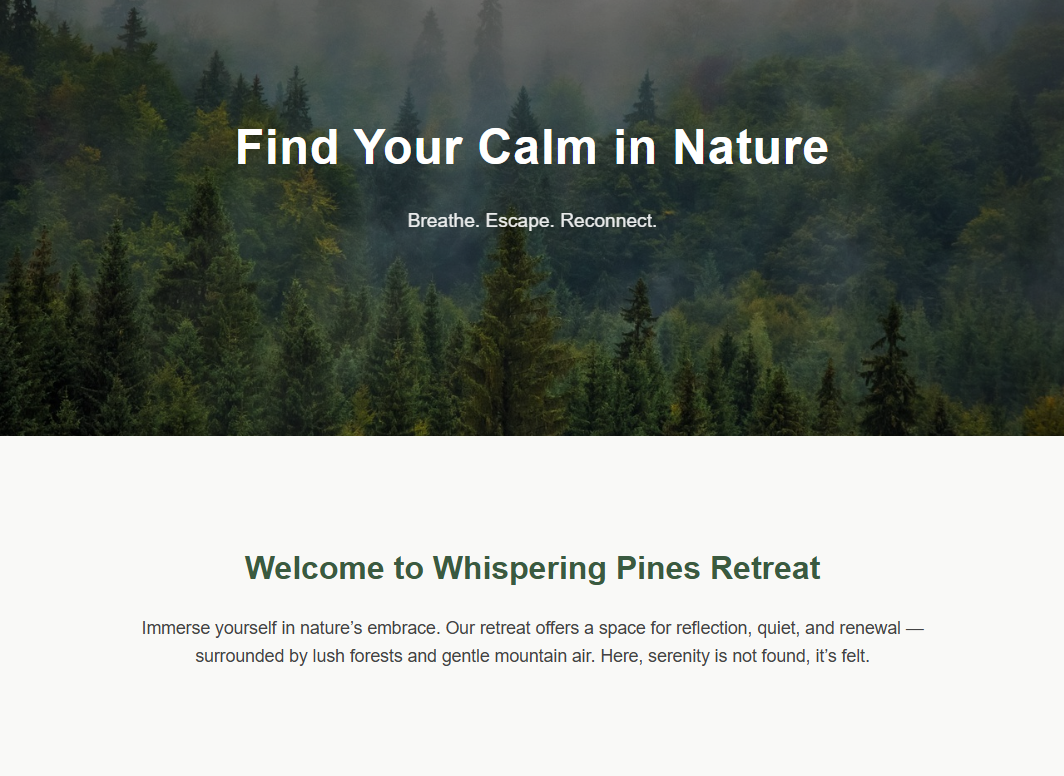 Find Your Calm in Nature
Breathe. Escape. Reconnect.
Welcome to Whispering Pines Retreat
Immerse yourself in nature’s embrace. Our retreat offers a space for reflection, quiet, and renewal —
surrounded by lush forests and gentle mountain air. Here, serenity is not found, it’s felt.